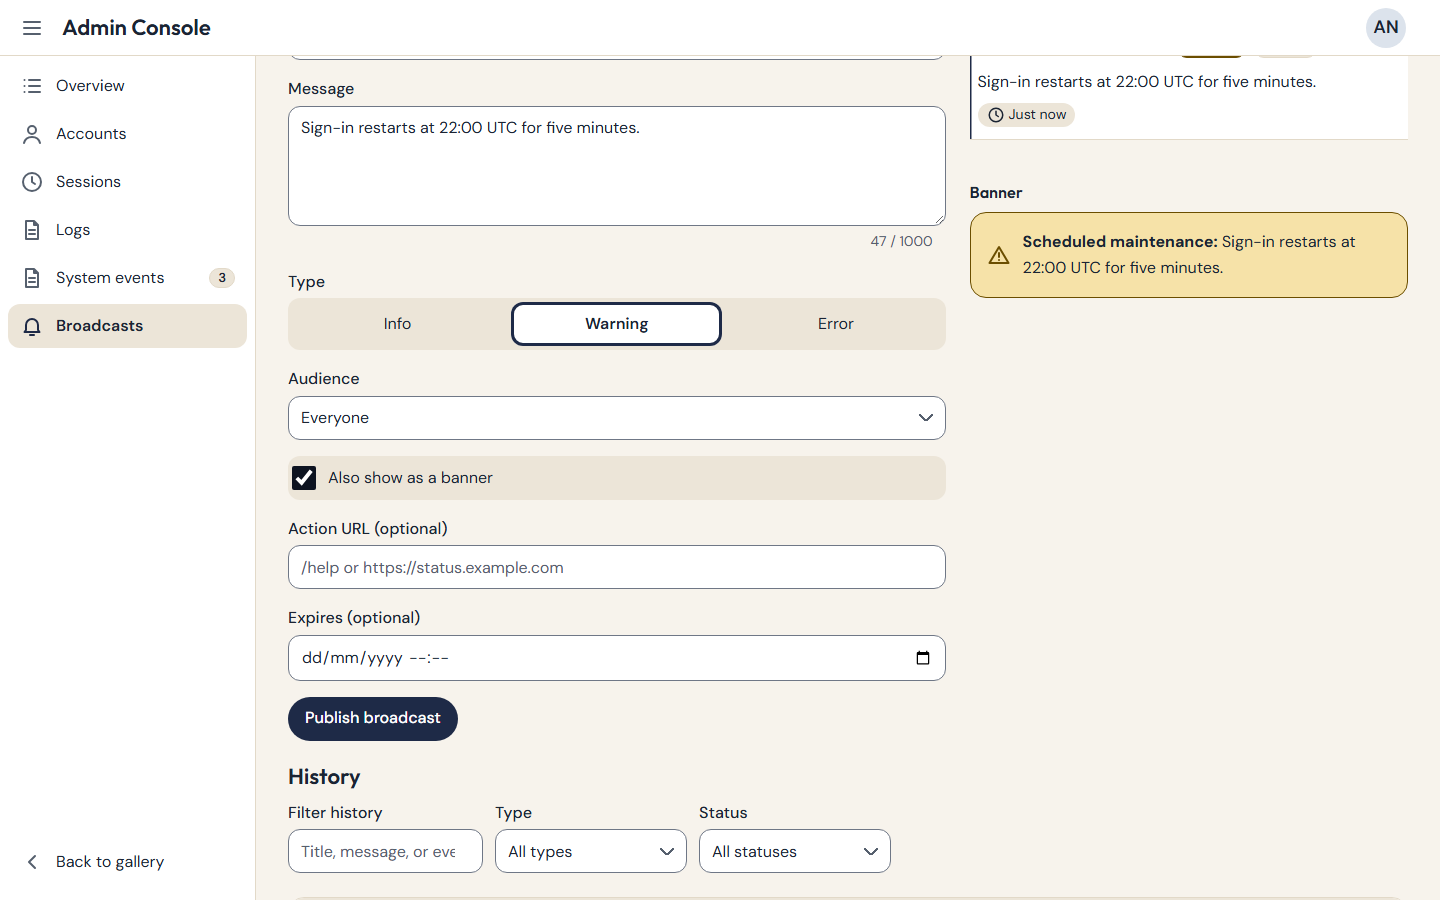 Admin Console
AN
Overview
Accounts
Sessions
Logs
System events
3
Broadcasts
Back to gallery
Message
Sign-in restarts at 22:00 UTC for five minutes.
47 / 1000
Type
Info
Warning
Error
Audience
Everyone
Also show as a banner
Action URL (optional)
/help or https://status.example.com
Expires (optional)
dd/mm/yyyy --:--
Publish broadcast
Sign-in restarts at 22:00 UTC for five minutes.
Just now
Banner
Scheduled maintenance: Sign-in restarts at
22:00 UTC for five minutes.
History
Filter history
Type
Status
Title, message, or eve
All types
All statuses